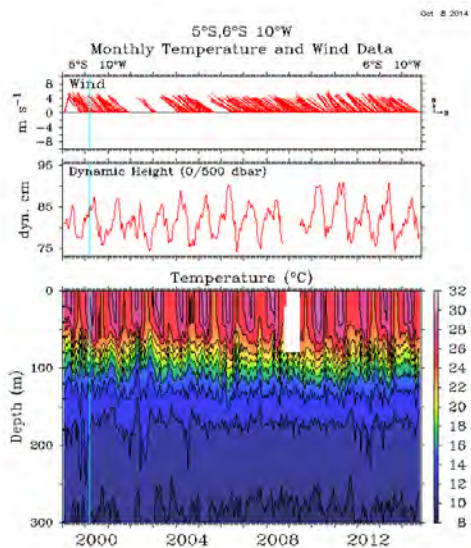 Oct 8 2014
5°S,6°S 10°W
Monthly Temperature and Wind Data
5°S 10°W 6°S 10°W
Wind
8
4
0
-4
-8
m s⁻¹
Dynamic Height (0/500 dbar)
95
85
75
dyn. cm
Temperature (°C)
0
100
200
300
Depth (m)
32
30
28
26
24
22
20
18
16
14
12
10
8
2000 2004 2008 2012